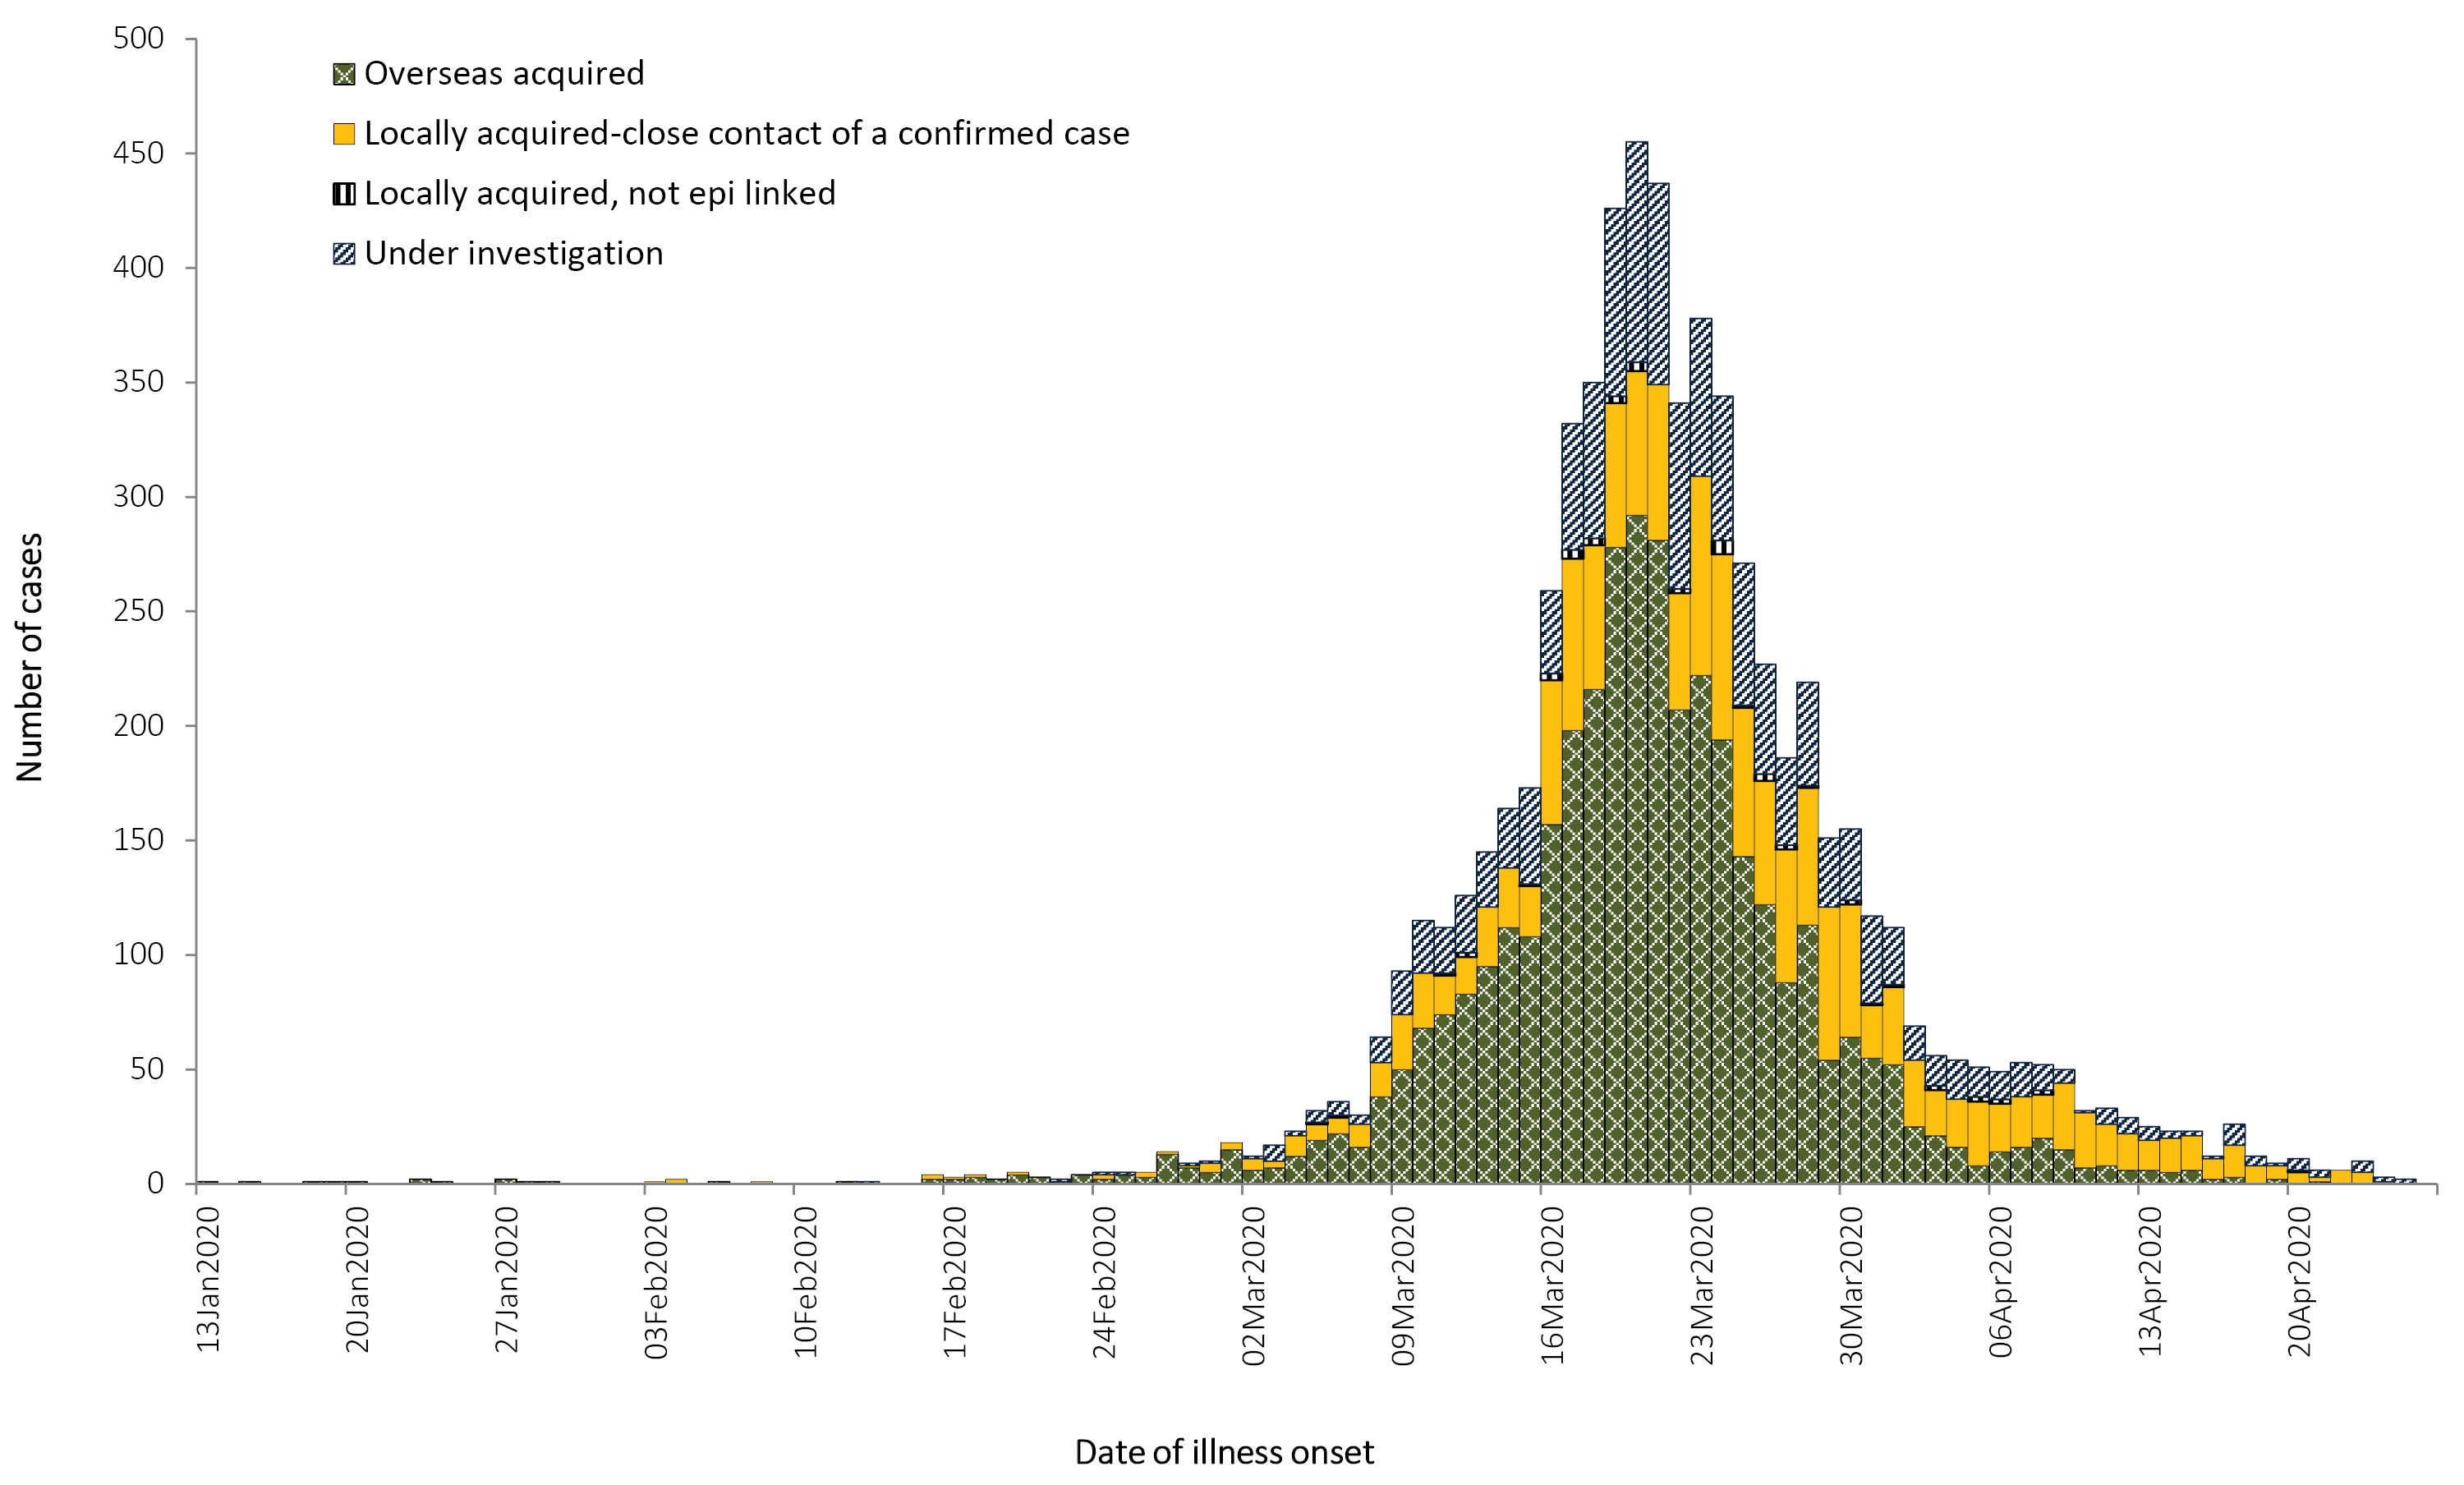 500
450
400
350
300
250
200
150
100
50
0
Number of cases
Overseas acquired
Locally acquired-close contact of a confirmed case
Locally acquired, not epi linked
Under investigation
13Jan2020
20Jan2020
27Jan2020
03Feb2020
10Feb2020
17Feb2020
24Feb2020
02Mar2020
09Mar2020
16Mar2020
23Mar2020
30Mar2020
06Apr2020
13Apr2020
20Apr2020
Date of illness onset